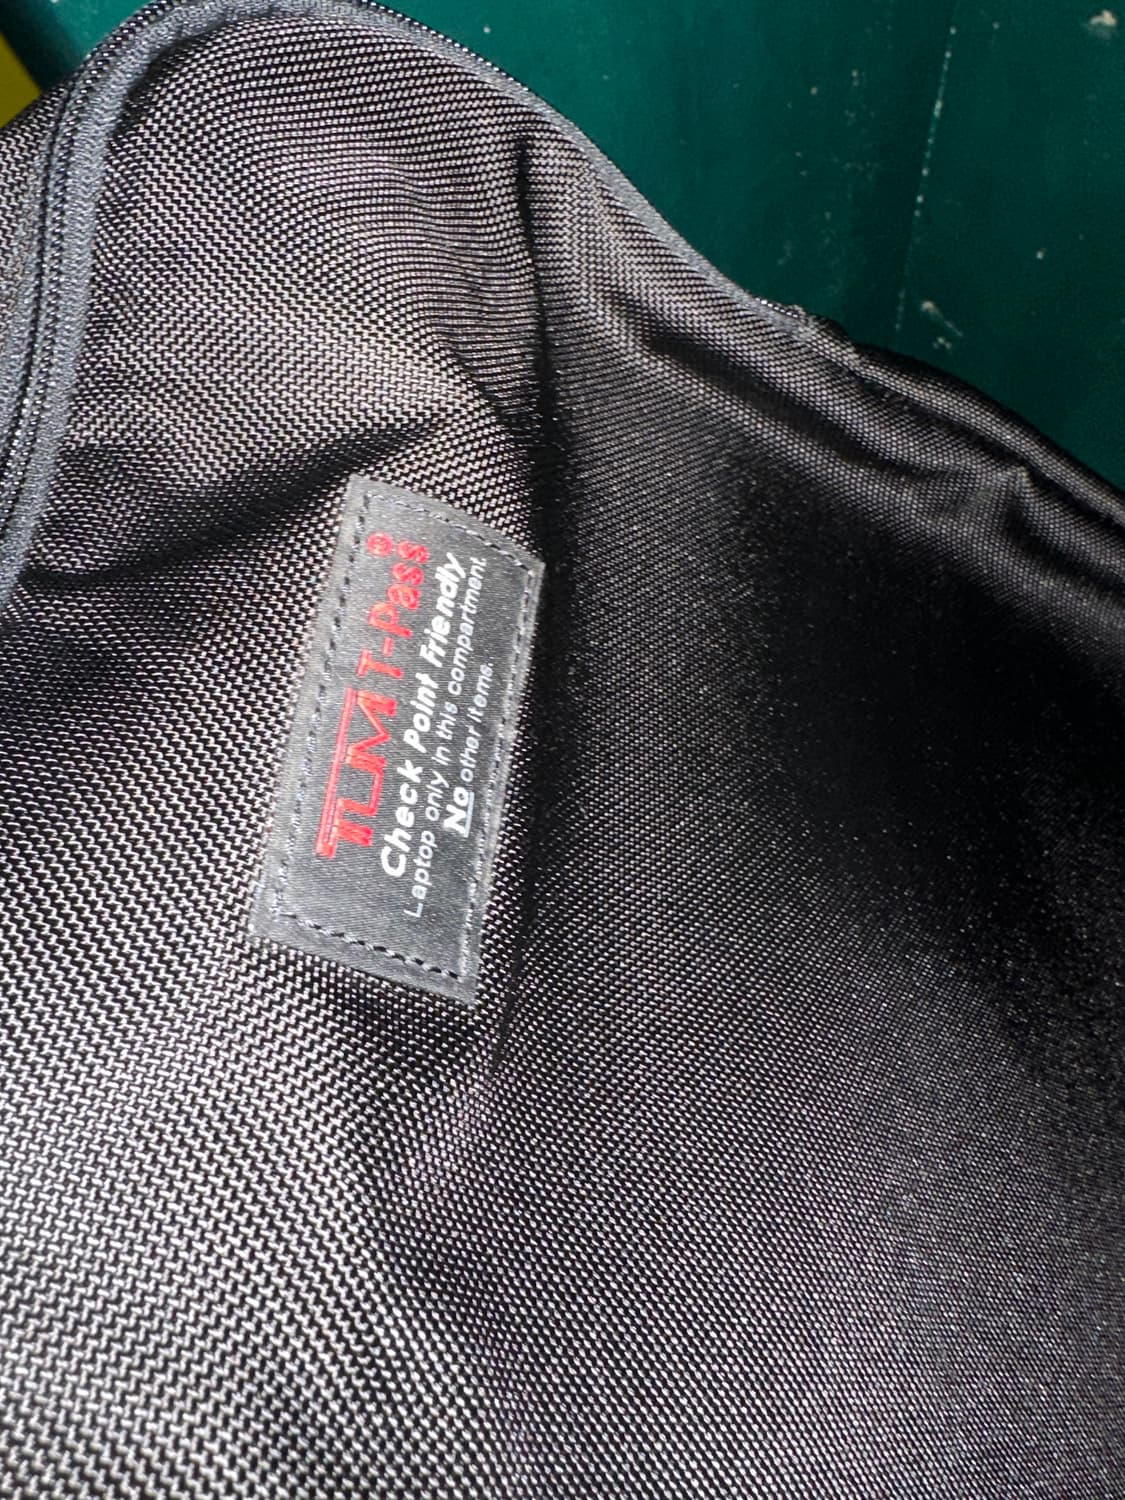 TUMI T-Pass®
Check Point Friendly
Laptop only in this compartment.
No other items.